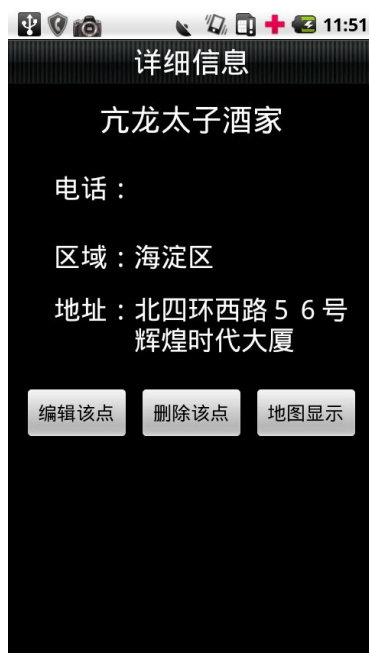 11:51
详细信息
亢龙太子酒家
电话：
区域：海淀区
地址：北四环西路５６号
辉煌时代大厦
编辑该点 删除该点 地图显示